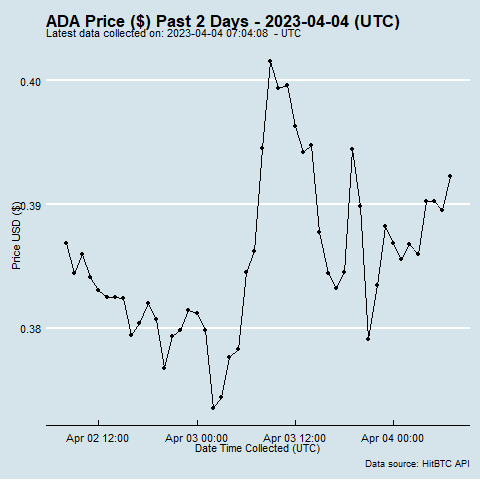 ADA Price ($) Past 2 Days - 2023-04-04 (UTC)
Latest data collected on: 2023-04-04 07:04:08 - UTC
0.40
0.39
0.38
Price USD ($)
Apr 02 12:00
Apr 03 00:00
Apr 03 12:00
Apr 04 00:00
Date Time Collected (UTC)
Data source: HitBTC API